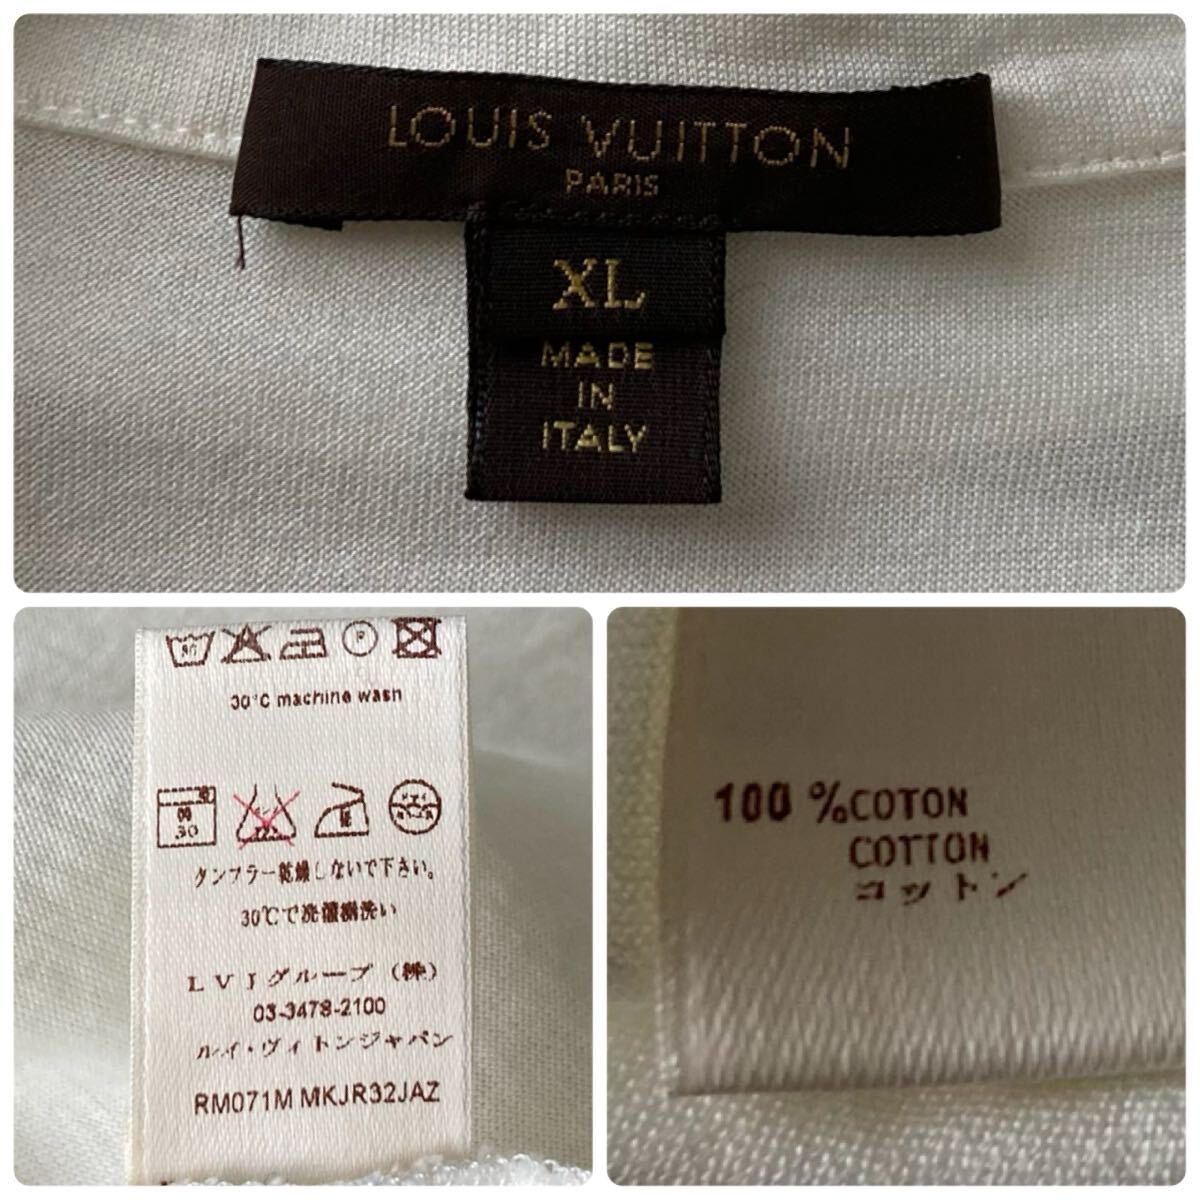 LOUIS VUITTON
PARIS
XL
MADE
IN
ITALY
30°C machine wash
30
タンブラー乾燥しないで下さい。
30℃で洗濯機洗い
LVJグループ(株)
03-3478-2100
ルイ・ヴィトンジャパン
RM071M MKJR32JAZ
100 %COTON
COTTON
コットン